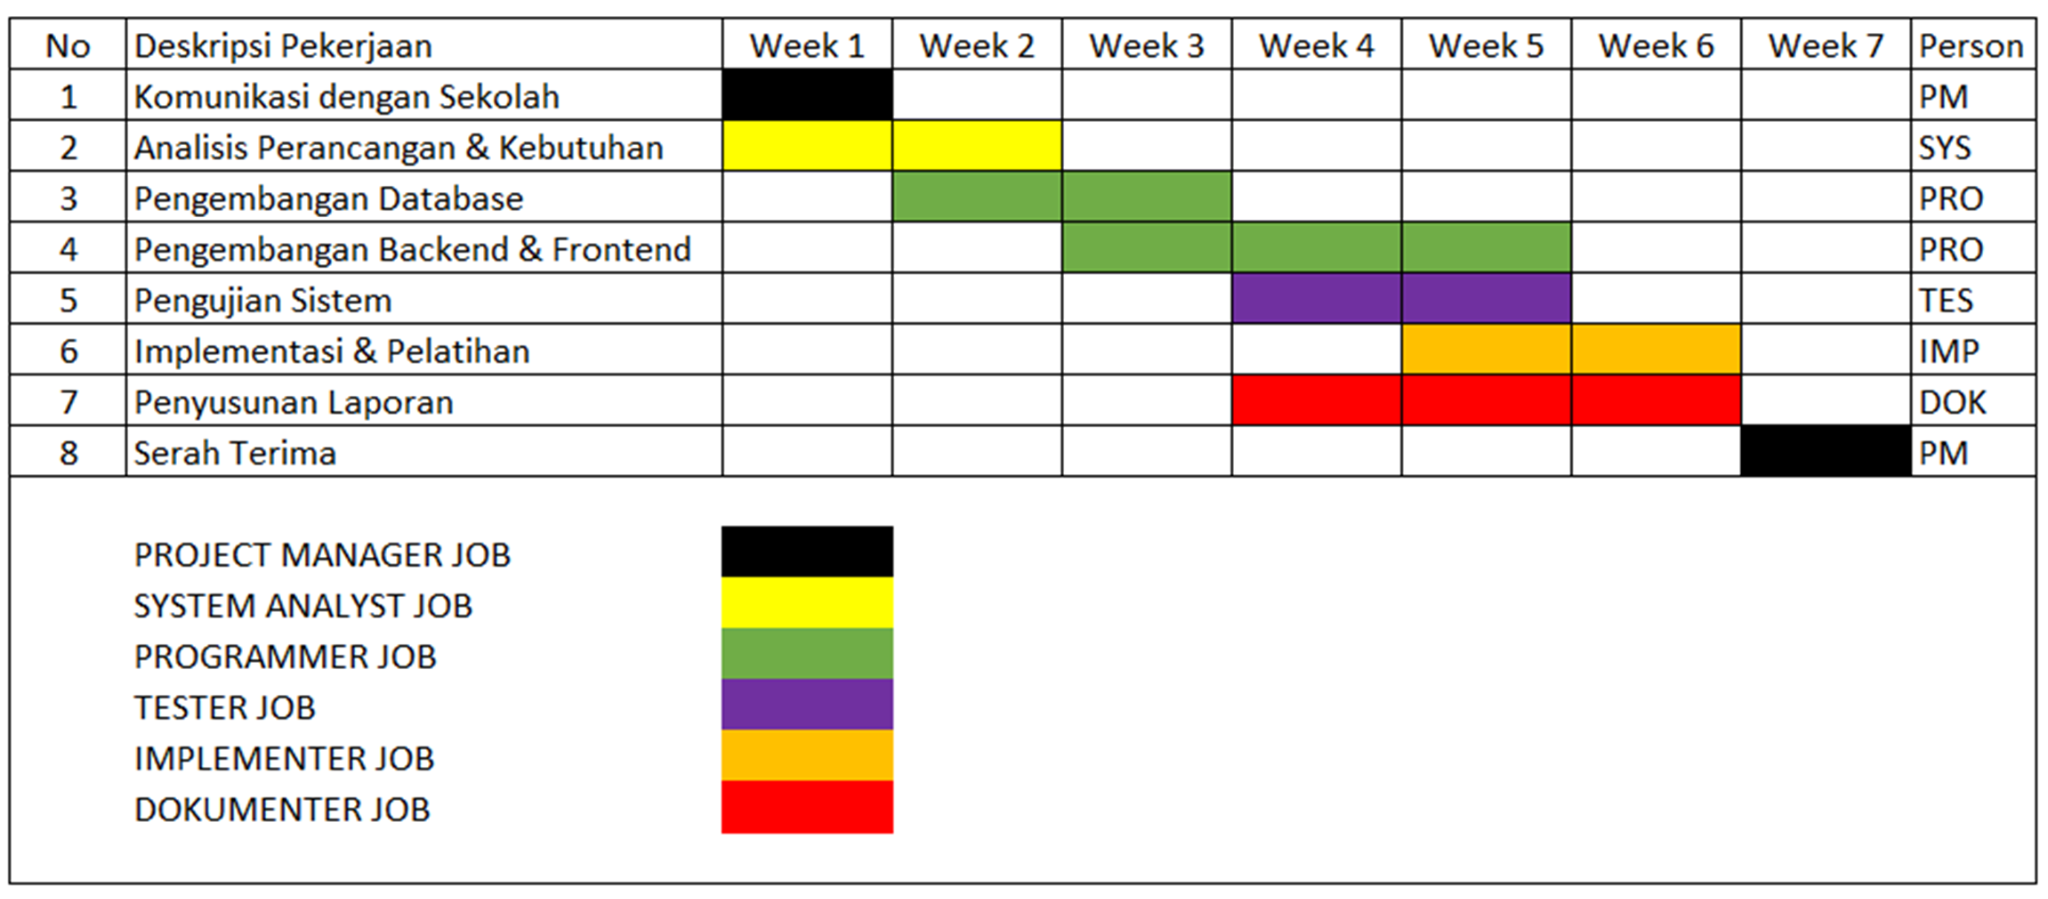 No Deskripsi Pekerjaan Week 1 Week 2 Week 3 Week 4 Week 5 Week 6 Week 7 Person
1 Komunikasi dengan Sekolah PM
2 Analisis Perancangan & Kebutuhan SYS
3 Pengembangan Database PRO
4 Pengembangan Backend & Frontend PRO
5 Pengujian Sistem TES
6 Implementasi & Pelatihan IMP
7 Penyusunan Laporan DOK
8 Serah Terima PM
PROJECT MANAGER JOB
SYSTEM ANALYST JOB
PROGRAMMER JOB
TESTER JOB
IMPLEMENTER JOB
DOKUMENTER JOB